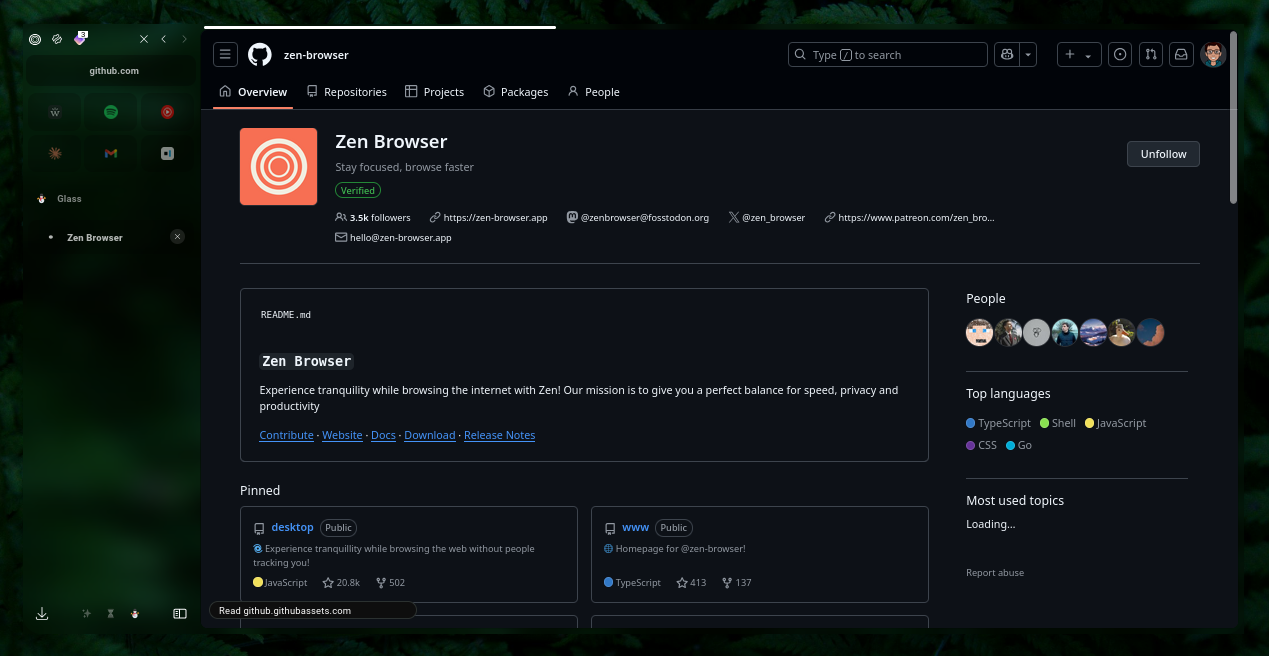 3
github.com
W
Glass
Zen Browser
zen-browser
Type / to search
Overview
Repositories
Projects
Packages
People
Zen Browser
Stay focused, browse faster
Verified
Unfollow
3.5k followers
https://zen-browser.app
@zenbrowser@fosstodon.org
@zen_browser
https://www.patreon.com/zen_bro...
hello@zen-browser.app
README.md
Zen Browser
Experience tranquility while browsing the internet with Zen! Our mission is to give you a perfect balance for speed, privacy and
productivity
Contribute · Website · Docs · Download · Release Notes
Pinned
desktop Public
Experience tranquillity while browsing the web without people
tracking you!
JavaScript 20.8k 502
www Public
Homepage for @zen-browser!
TypeScript 413 137
People
Top languages
TypeScript Shell JavaScript
CSS Go
Most used topics
Loading...
Report abuse
Read github.githubassets.com